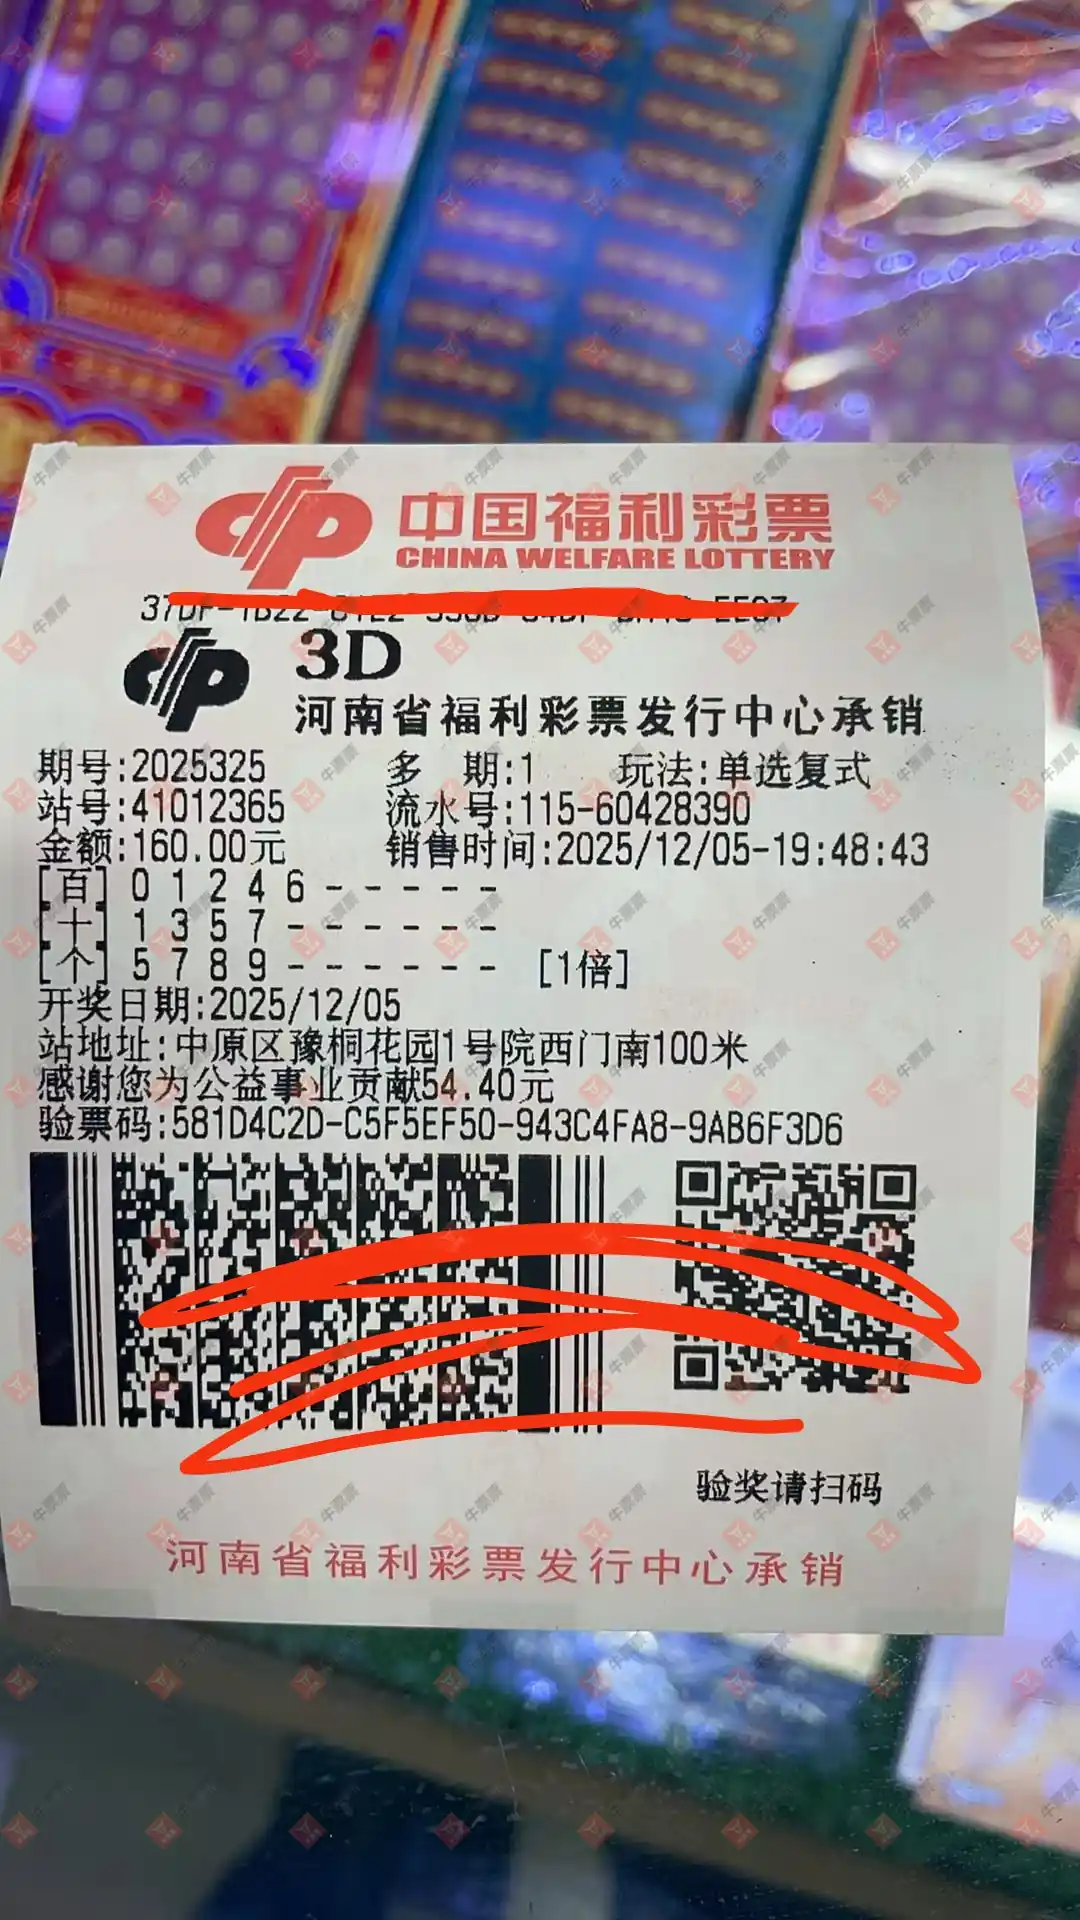 中国福利彩票
CHINA WELFARE LOTTERY
3D
河南省福利彩票发行中心承销
期号:2025325 多 期:1 玩法:单选复式
站号:41012365 流水号:115-60428390
金额:160.00元 销售时间:2025/12/05-19:48:43
[百] 0 1 2 4 6 - - - - -
[十] 1 3 5 7 - - - - - -
[个] 5 7 8 9 - - - - - - [1倍]
开奖日期:2025/12/05
站地址:中原区豫桐花园1号院西门南100米
感谢您为公益事业贡献54.40元
验票码:581D4C2D-C5F5EF50-943C4FA8-9AB6F3D6
验奖请扫码
河南省福利彩票发行中心承销
牛票票